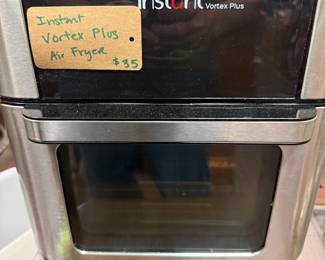 Instant
Vortex Plus
Air Fryer
$35
instant Vortex Plus